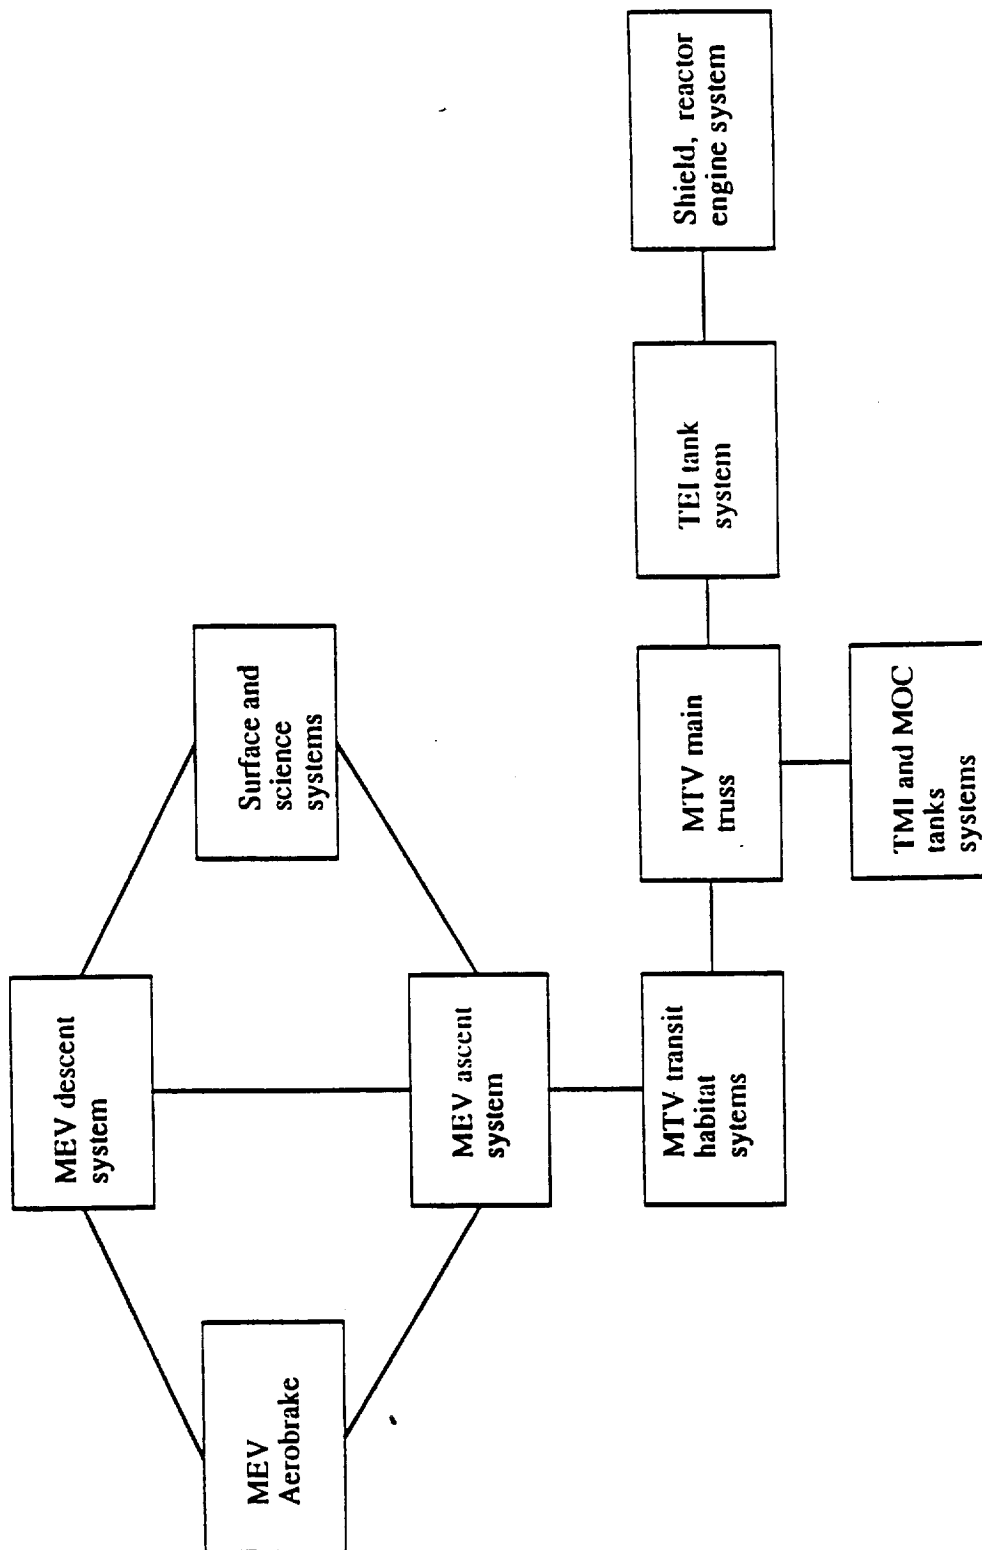 MEV
Aerobrake
MEV descent
system
Surface and
science
systems
MEV ascent
system
MTV transit
habitat
sytems
MTV main
truss
TEI tank
system
Shield, reactor
engine system
TMI and MOC
tanks
systems